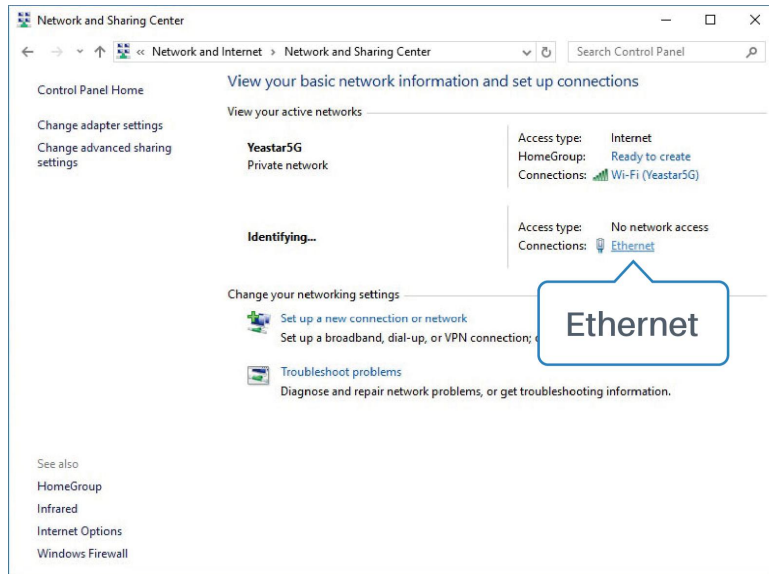 Network and Sharing Center
« Network and Internet › Network and Sharing Center
Search Control Panel
Control Panel Home
Change adapter settings
Change advanced sharing
settings
View your basic network information and set up connections
View your active networks
Yeastar5G
Private network
Access type: Internet
HomeGroup: Ready to create
Connections: Wi-Fi (Yeastar5G)
Identifying...
Access type: No network access
Connections: Ethernet
Ethernet
Change your networking settings
Set up a new connection or network
Set up a broadband, dial-up, or VPN connection;
Troubleshoot problems
Diagnose and repair network problems, or get troubleshooting information.
See also
HomeGroup
Infrared
Internet Options
Windows Firewall